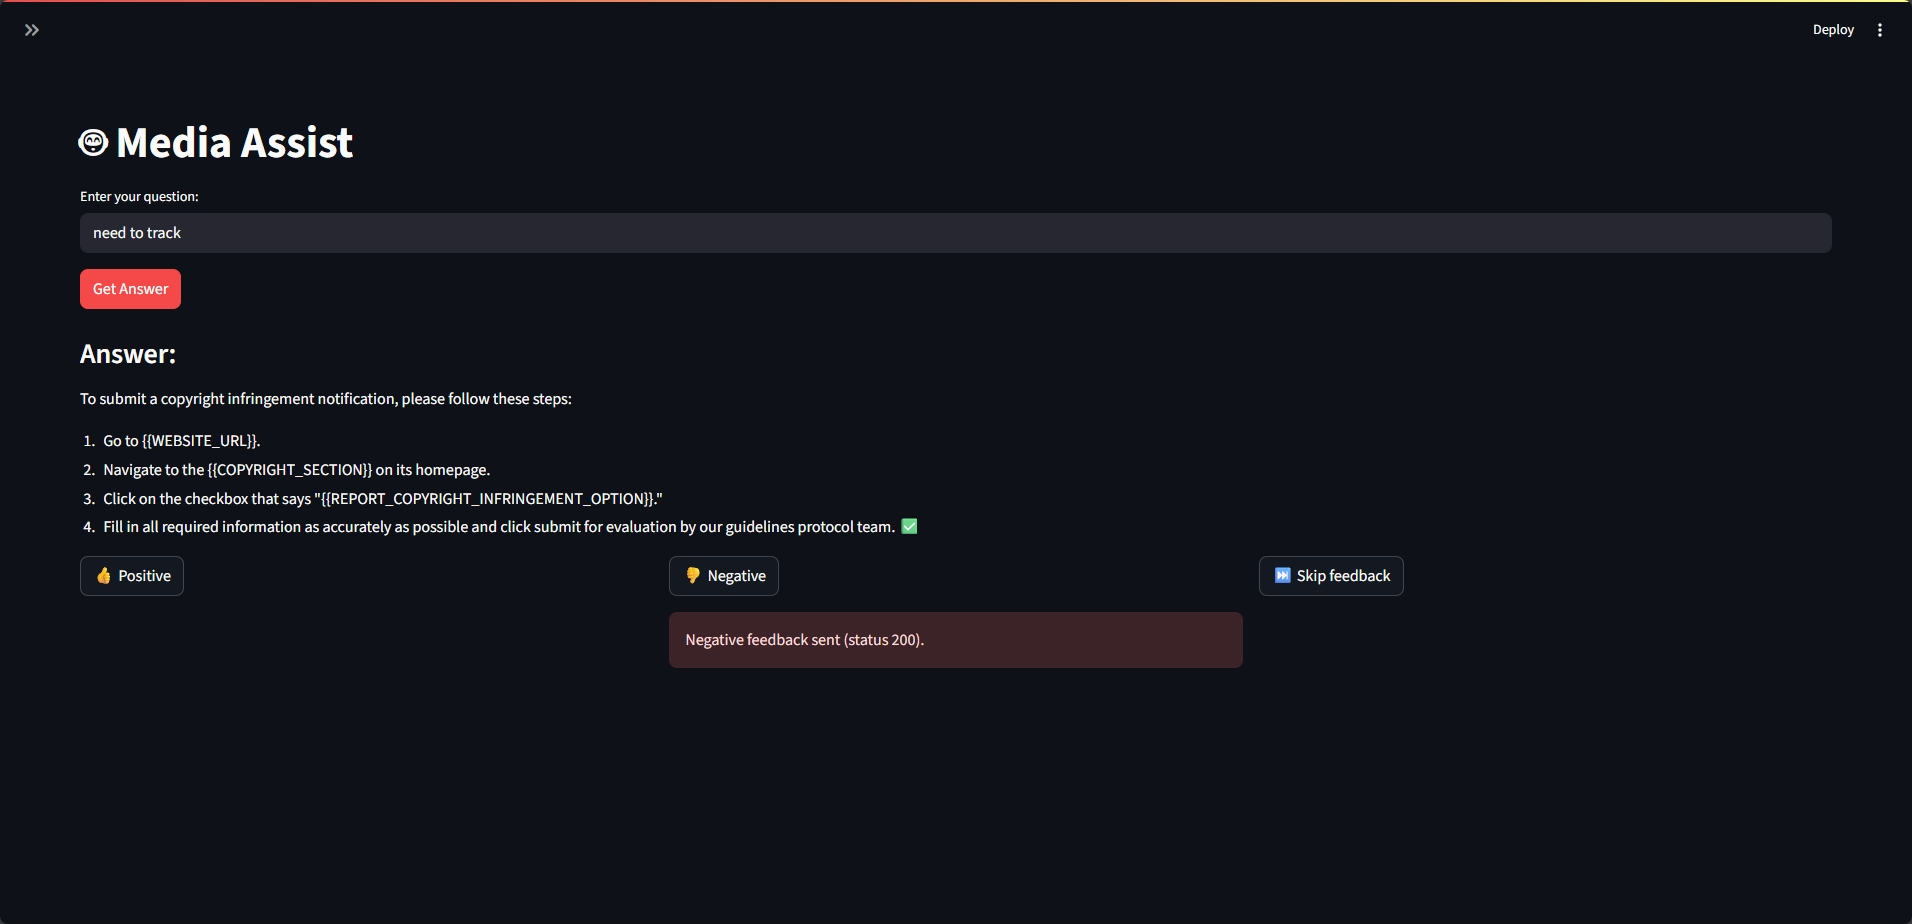 Deploy
Media Assist
Enter your question:
need to track
Get Answer
Answer:
To submit a copyright infringement notification, please follow these steps:
1. Go to {{WEBSITE_URL}}.
2. Navigate to the {{COPYRIGHT_SECTION}} on its homepage.
3. Click on the checkbox that says "{{REPORT_COPYRIGHT_INFRINGEMENT_OPTION}}."
4. Fill in all required information as accurately as possible and click submit for evaluation by our guidelines protocol team. ✅
👍 Positive
👎 Negative
⏭️ Skip feedback
Negative feedback sent (status 200).